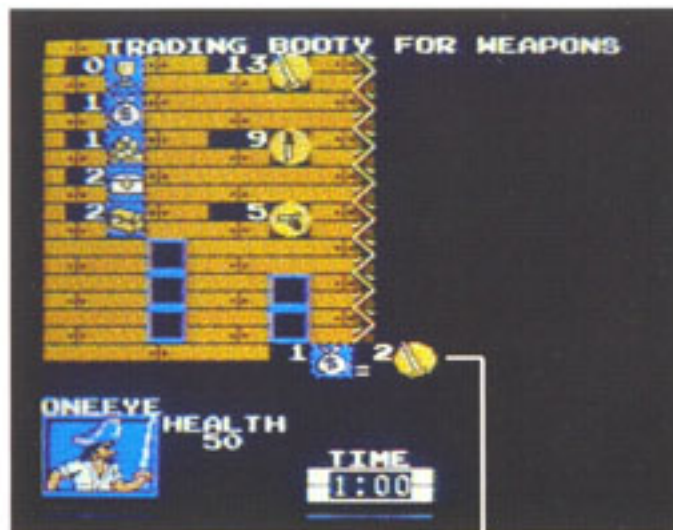 TRADING BOOTY FOR WEAPONS
0 13
1
1 9
2
2 5
1 = 2
ONEEYE
HEALTH
50
TIME
1:00